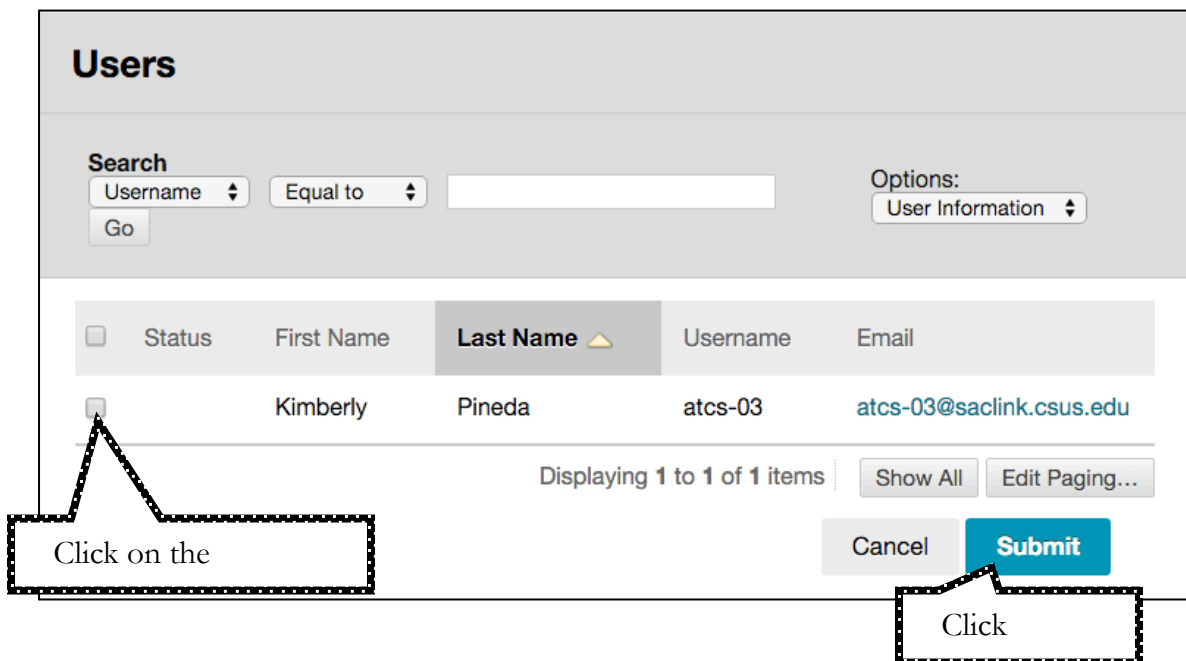 Users
Search
Username Equal to Options:
User Information
Go
Status First Name Last Name Username Email
Kimberly Pineda atcs-03 atcs-03@saclink.csus.edu
Displaying 1 to 1 of 1 items Show All Edit Paging...
Click on the
Cancel Submit
Click